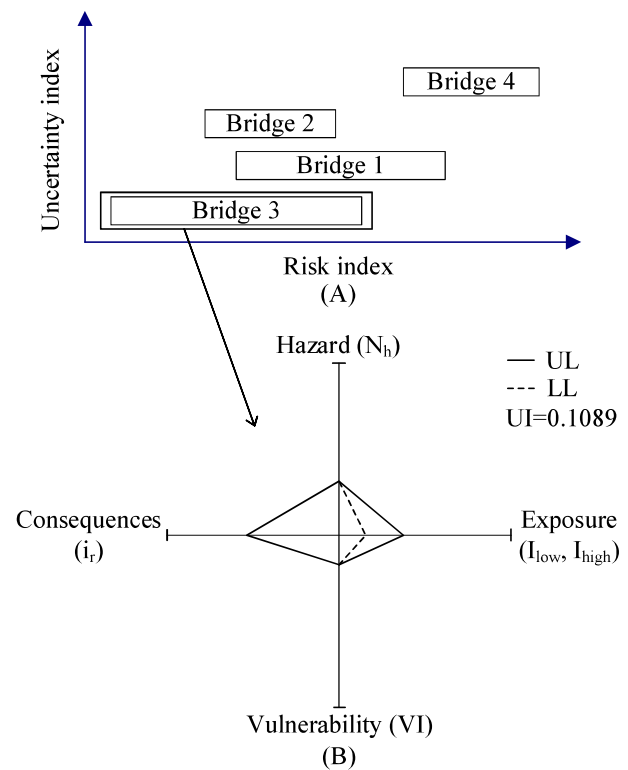 Uncertainty index
Bridge 4
Bridge 2
Bridge 1
Bridge 3
Risk index
(A)
Hazard (Nh)
UL
LL
UI=0.1089
Consequences
(ir)
Exposure
(Ilow, Ihigh)
Vulnerability (VI)
(B)